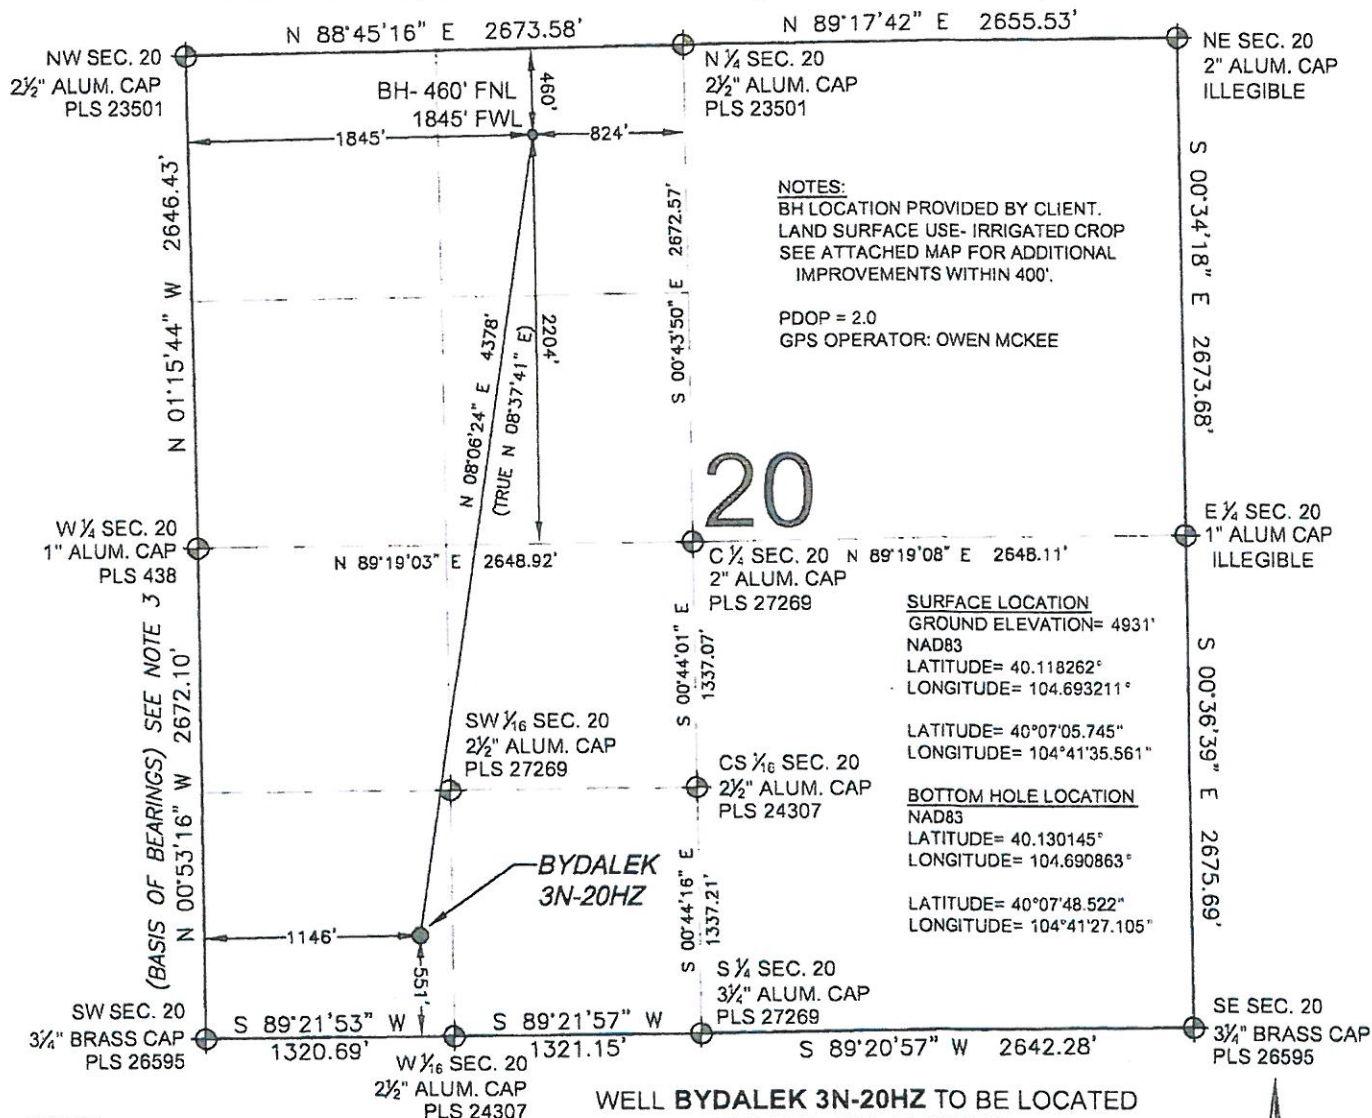 N 88°45'16" E 2673.58'
N 89°17'42" E 2655.53'
NW SEC. 20
2½" ALUM. CAP
PLS 23501
N ¼ SEC. 20
2½" ALUM. CAP
PLS 23501
NE SEC. 20
2" ALUM. CAP
ILLEGIBLE
BH- 460' FNL
1845' FWL
460'
1845'
824'
N 01°15'44" W 2646.43'
S 00°43'50" E 2672.57'
S 00°34'18" E 2673.68'
NOTES:
BH LOCATION PROVIDED BY CLIENT.
LAND SURFACE USE- IRRIGATED CROP
SEE ATTACHED MAP FOR ADDITIONAL
IMPROVEMENTS WITHIN 400'.
PDOP = 2.0
GPS OPERATOR: OWEN MCKEE
N 08°06'24" E 4378'
(TRUE N 08°37'41" E)
2204'
20
W ¼ SEC. 20
1" ALUM. CAP
PLS 438
N 89°19'03" E 2648.92'
C ¼ SEC. 20
2" ALUM. CAP
PLS 27269
N 89°19'08" E 2648.11'
E ¼ SEC. 20
1" ALUM CAP
ILLEGIBLE
(BASIS OF BEARINGS) SEE NOTE 3
N 00°53'16" W 2672.10'
S 00°44'01" E
1337.07'
SURFACE LOCATION
GROUND ELEVATION= 4931'
NAD83
LATITUDE= 40.118262°
LONGITUDE= 104.693211°
LATITUDE= 40°07'05.745"
LONGITUDE= 104°41'35.561"
S 00°36'39" E 2675.69'
SW 1⁄16 SEC. 20
2½" ALUM. CAP
PLS 27269
CS 1⁄16 SEC. 20
2½" ALUM. CAP
PLS 24307
BOTTOM HOLE LOCATION
NAD83
LATITUDE= 40.130145°
LONGITUDE= 104.690863°
LATITUDE= 40°07'48.522"
LONGITUDE= 104°41'27.105"
BYDALEK
3N-20HZ
1146'
551'
S 00°44'16" E
1337.21'
SW SEC. 20
3¼" BRASS CAP
PLS 26595
S 89°21'53" W
1320.69'
W 1⁄16 SEC. 20
2½" ALUM. CAP
PLS 24307
S 89°21'57" W
1321.15'
S ¼ SEC. 20
3¼" ALUM. CAP
PLS 27269
S 89°20'57" W 2642.28'
SE SEC. 20
3¼" BRASS CAP
PLS 26595
WELL BYDALEK 3N-20HZ TO BE LOCATED